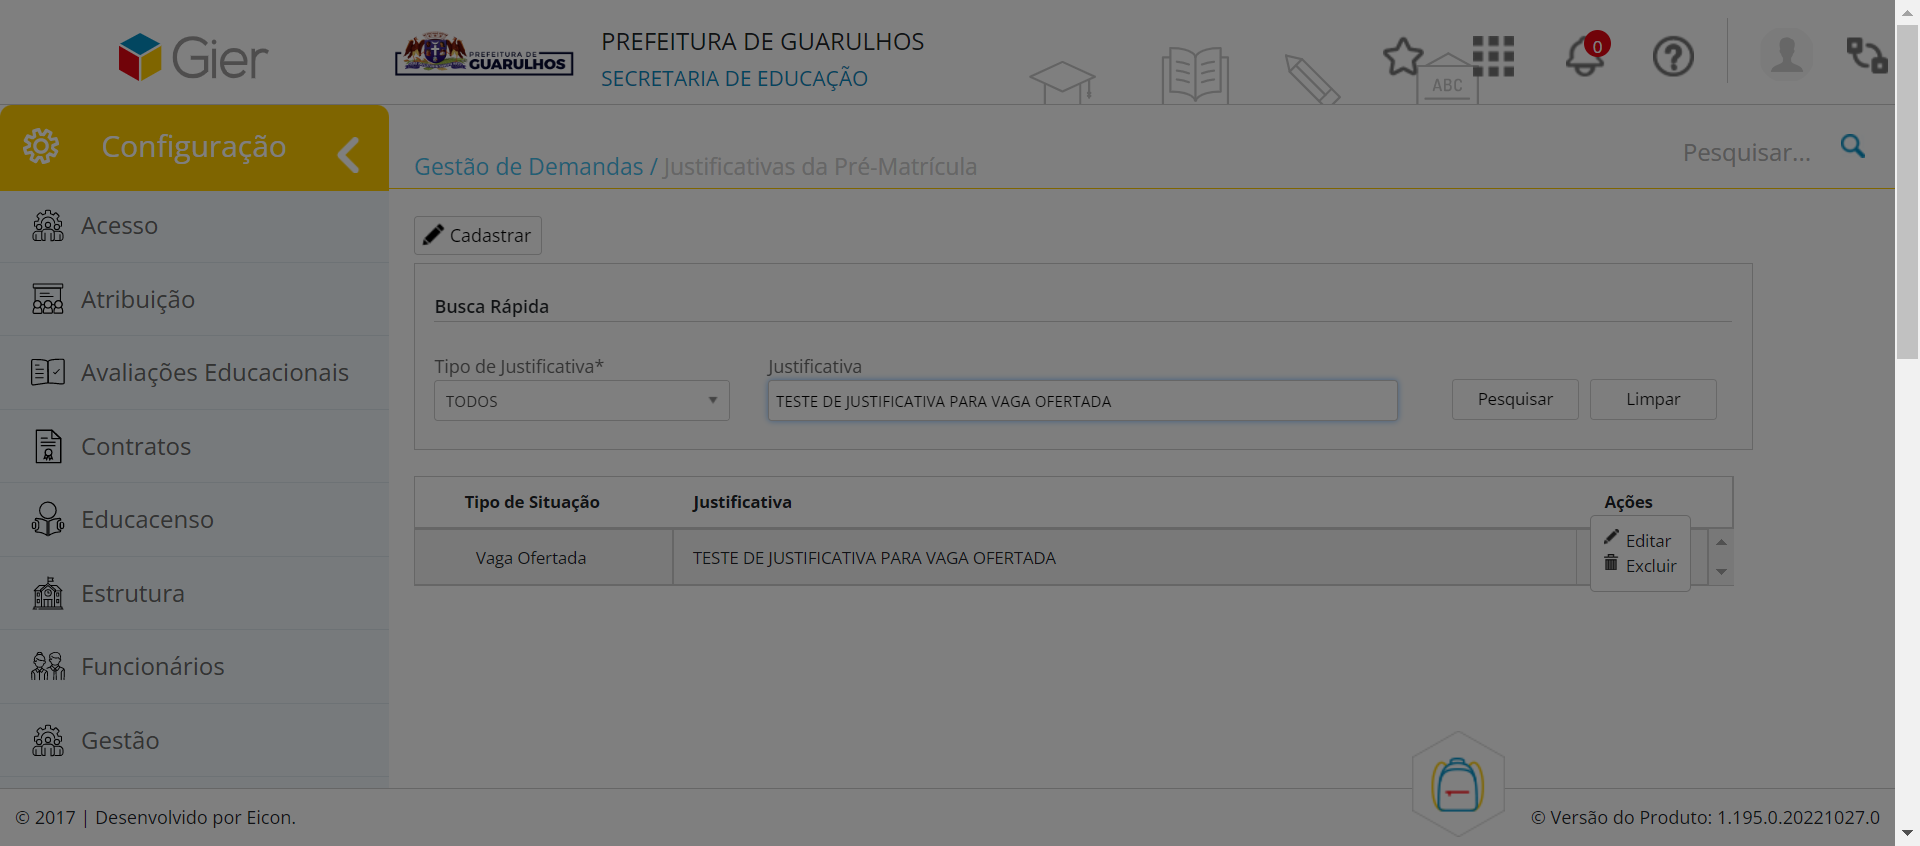 Gier
PREFEITURA DE
GUARULHOS
PREFEITURA DE GUARULHOS
SECRETARIA DE EDUCAÇÃO
ABC
0
Configuração
Gestão de Demandas / Justificativas da Pré-Matrícula
Pesquisar...
Acesso
Atribuição
Avaliações Educacionais
Contratos
Educacenso
Estrutura
Funcionários
Gestão
Cadastrar
Busca Rápida
Tipo de Justificativa*
Justificativa
TODOS
TESTE DE JUSTIFICATIVA PARA VAGA OFERTADA
Pesquisar
Limpar
Tipo de Situação
Justificativa
Ações
Vaga Ofertada
TESTE DE JUSTIFICATIVA PARA VAGA OFERTADA
Editar
Excluir
© 2017 | Desenvolvido por Eicon.
© Versão do Produto: 1.195.0.20221027.0